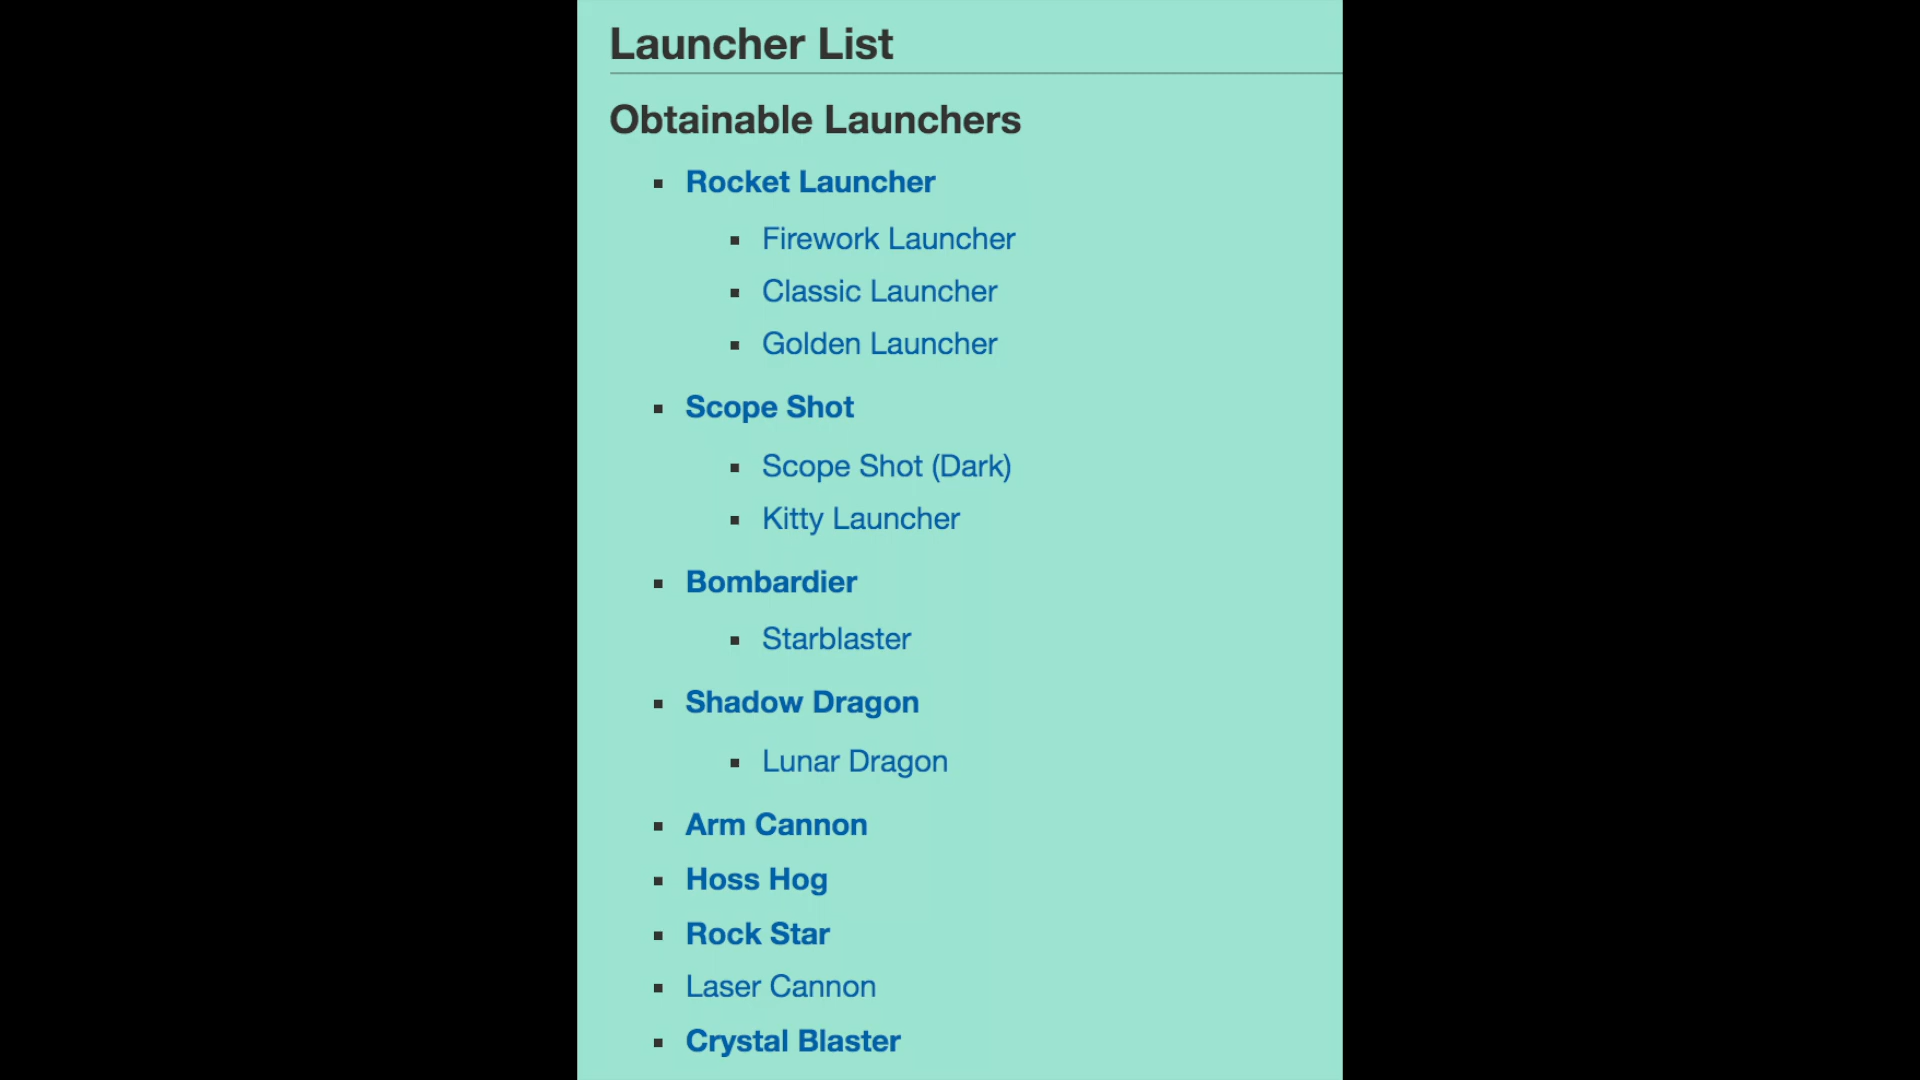 Launcher List
Obtainable Launchers
Rocket Launcher
Firework Launcher
Classic Launcher
Golden Launcher
Scope Shot
Scope Shot (Dark)
Kitty Launcher
Bombardier
Starblaster
Shadow Dragon
Lunar Dragon
Arm Cannon
Hoss Hog
Rock Star
Laser Cannon
Crystal Blaster